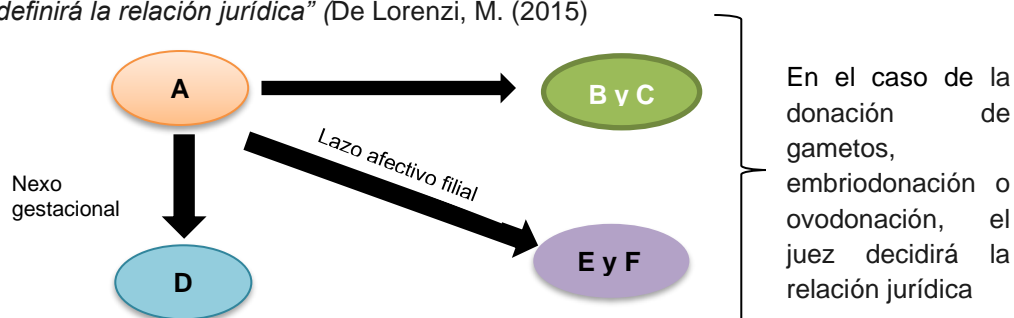 definirá la relación jurídica” (De Lorenzi, M. (2015)
A
B y C
Lazo afectivo filial
Nexo
gestacional
D
E y F
En el caso de la
donación de
gametos,
embriodonación o
ovodonación, el
juez decidirá la
relación jurídica